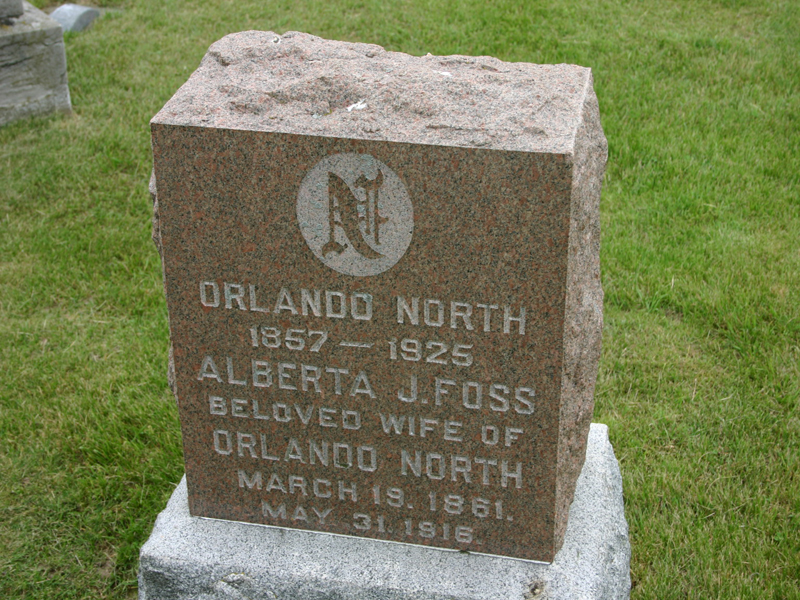 N
ORLANDO NORTH
1857 — 1925
ALBERTA J. FOSS
BELOVED WIFE OF
ORLANDO NORTH
MARCH 19. 1861.
MAY 31. 1916.